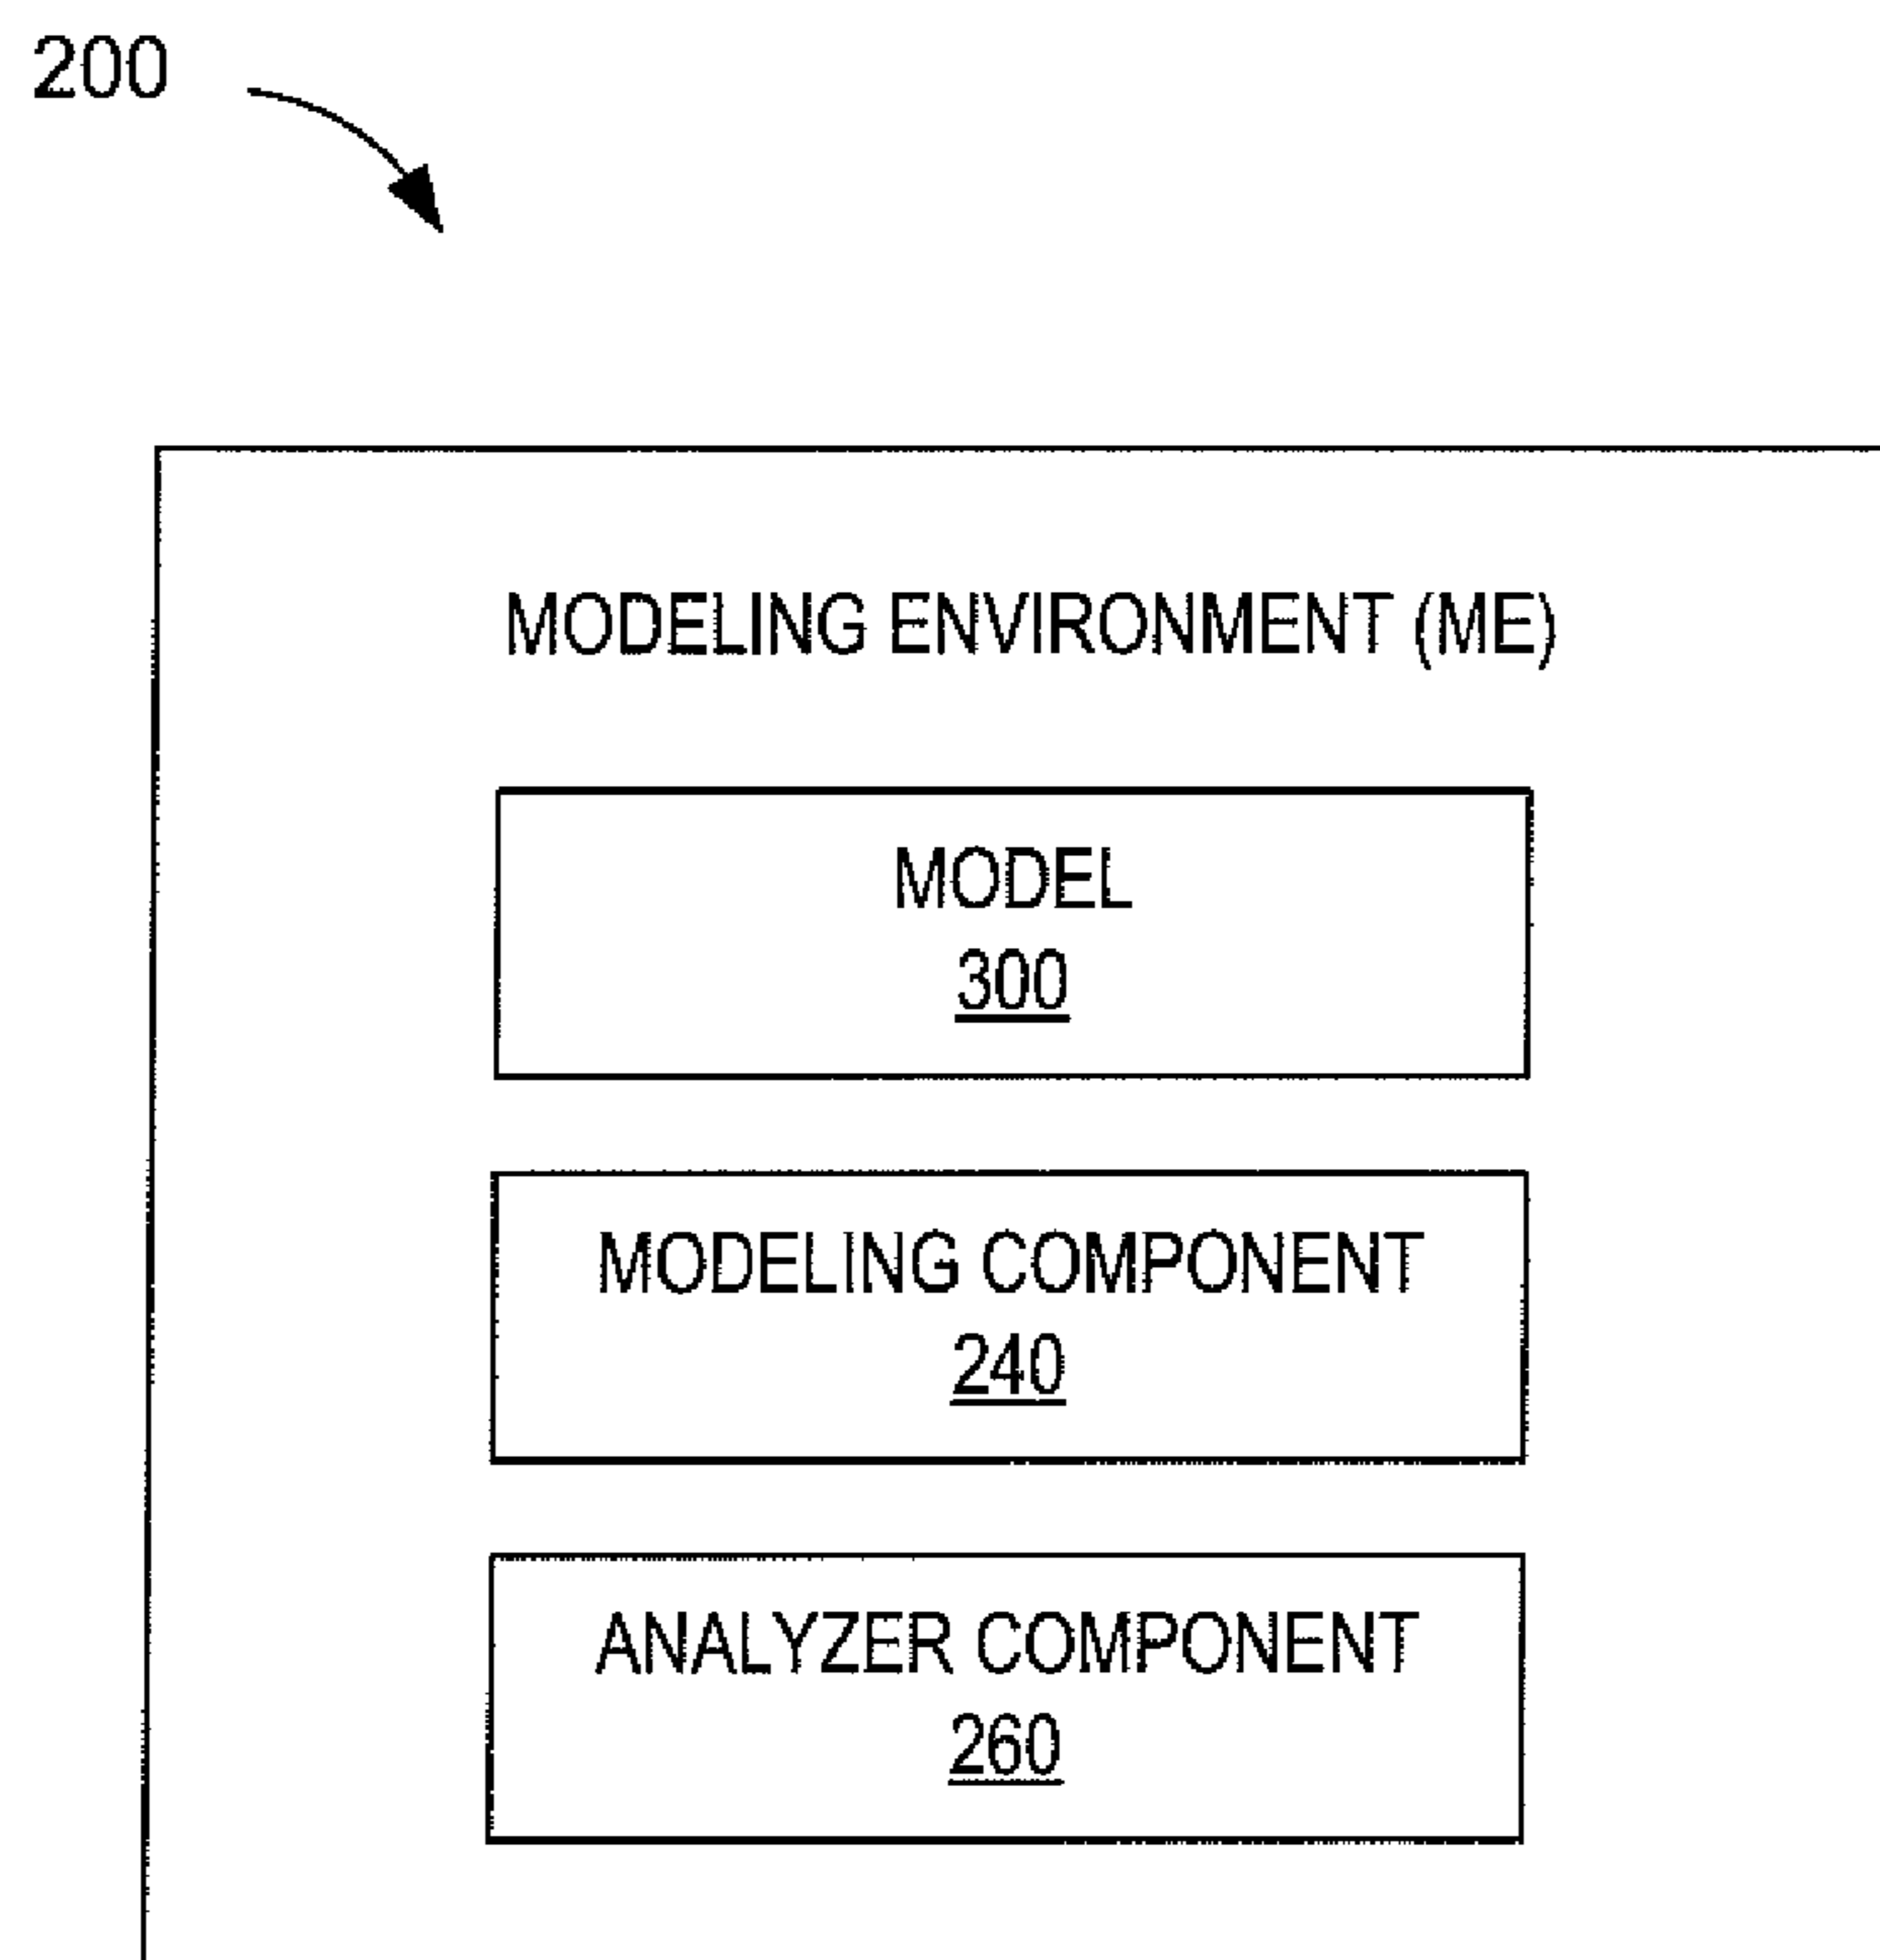 200
MODELING ENVIRONMENT (ME)
MODEL
300
MODELING COMPONENT
240
ANALYZER COMPONENT
260